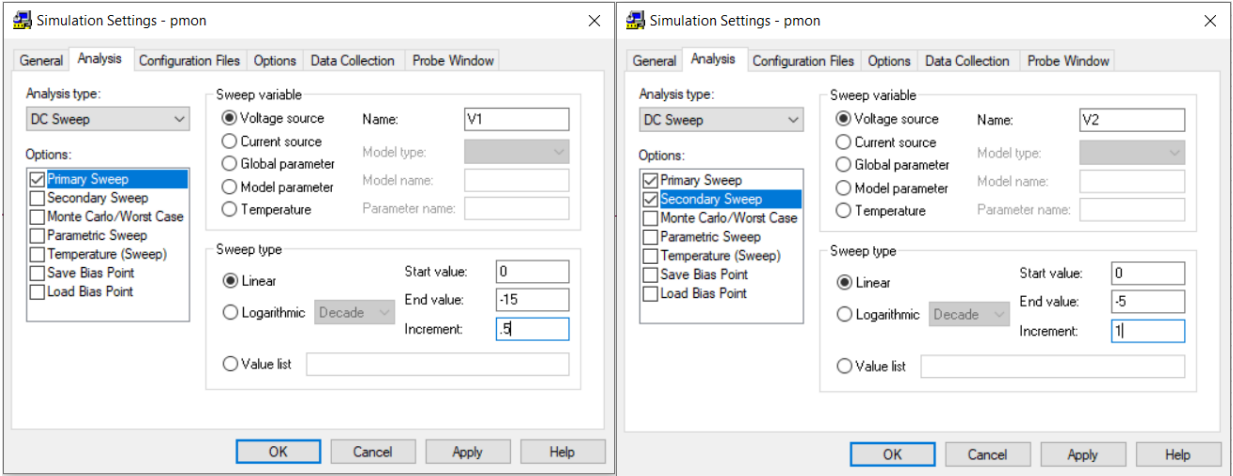 Simulation Settings - pmon
General Analysis Configuration Files Options Data Collection Probe Window
Analysis type:
DC Sweep
Options:
Primary Sweep
Secondary Sweep
Monte Carlo/Worst Case
Parametric Sweep
Temperature (Sweep)
Save Bias Point
Load Bias Point
Sweep variable
Voltage source
Current source
Global parameter
Model parameter
Temperature
Name: V1
Model type:
Model name:
Parameter name:
Sweep type
Linear
Logarithmic Decade
Value list
Start value: 0
End value: -15
Increment: .5
OK Cancel Apply Help
Simulation Settings - pmon
General Analysis Configuration Files Options Data Collection Probe Window
Analysis type:
DC Sweep
Options:
Primary Sweep
Secondary Sweep
Monte Carlo/Worst Case
Parametric Sweep
Temperature (Sweep)
Save Bias Point
Load Bias Point
Sweep variable
Voltage source
Current source
Global parameter
Model parameter
Temperature
Name: V2
Model type:
Model name:
Parameter name:
Sweep type
Linear
Logarithmic Decade
Value list
Start value: 0
End value: -5
Increment: 1
OK Cancel Apply Help